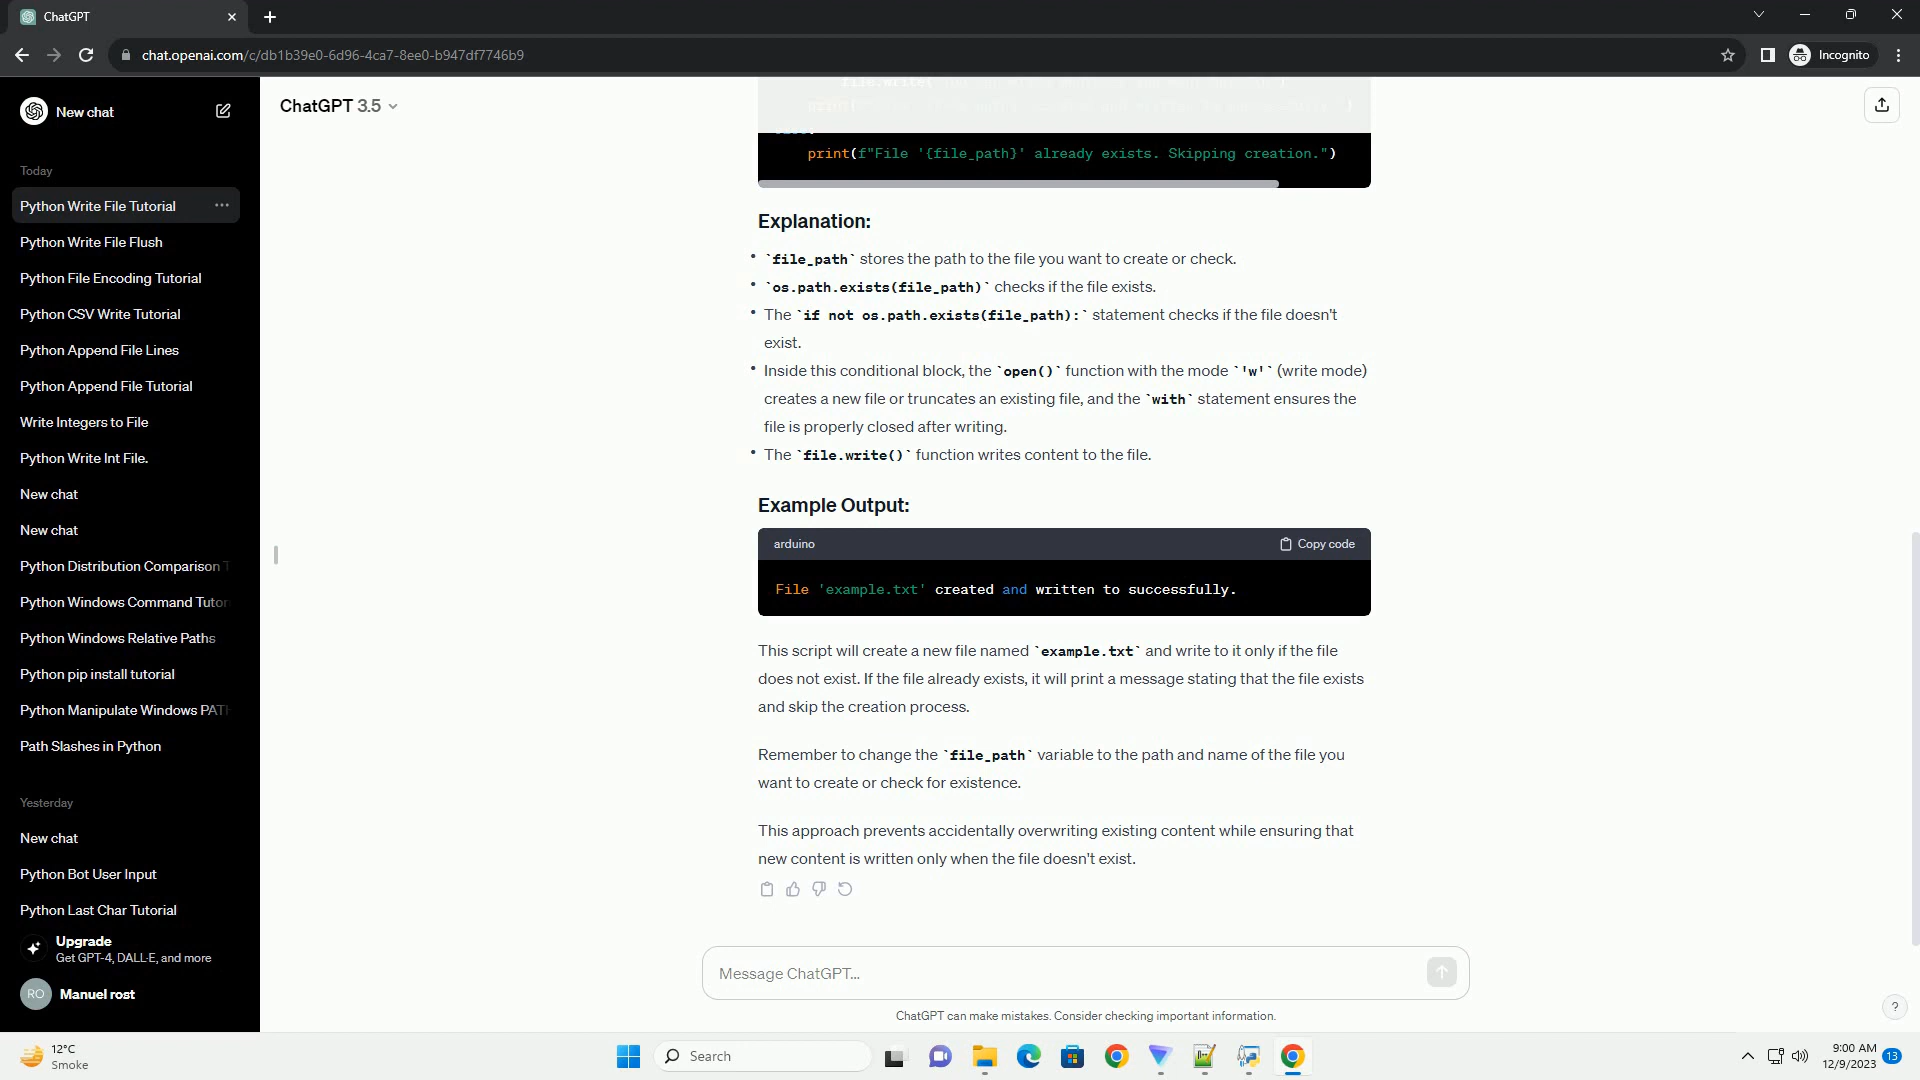 ChatGPT
chat.openai.com/c/db1b39e0-6d96-4ca7-8ee0-b947df7746b9
Incognito
New chat
Today
Python Write File Tutorial
Python Write File Flush
Python File Encoding Tutorial
Python CSV Write Tutorial
Python Append File Lines
Python Append File Tutorial
Write Integers to File
Python Write Int File.
New chat
New chat
Python Distribution Comparison T
Python Windows Command Tutor
Python Windows Relative Paths
Python pip install tutorial
Python Manipulate Windows PATH
Path Slashes in Python
Yesterday
New chat
Python Bot User Input
Python Last Char Tutorial
Upgrade
Get GPT-4, DALL·E, and more
RO
Manuel rost
ChatGPT 3.5
print(f"File '{file_path}' already exists. Skipping creation.")
Explanation:
• `file_path` stores the path to the file you want to create or check.
• `os.path.exists(file_path)` checks if the file exists.
• The `if not os.path.exists(file_path):` statement checks if the file doesn't
exist.
• Inside this conditional block, the `open()` function with the mode `'w'` (write mode)
creates a new file or truncates an existing file, and the `with` statement ensures the
file is properly closed after writing.
• The `file.write()` function writes content to the file.
Example Output:
arduino
Copy code
File 'example.txt' created and written to successfully.
This script will create a new file named `example.txt` and write to it only if the file
does not exist. If the file already exists, it will print a message stating that the file exists
and skip the creation process.
Remember to change the `file_path` variable to the path and name of the file you
want to create or check for existence.
This approach prevents accidentally overwriting existing content while ensuring that
new content is written only when the file doesn't exist.
Message ChatGPT...
ChatGPT can make mistakes. Consider checking important information.
?
12°C
Smoke
Search
9:00 AM
12/9/2023
13